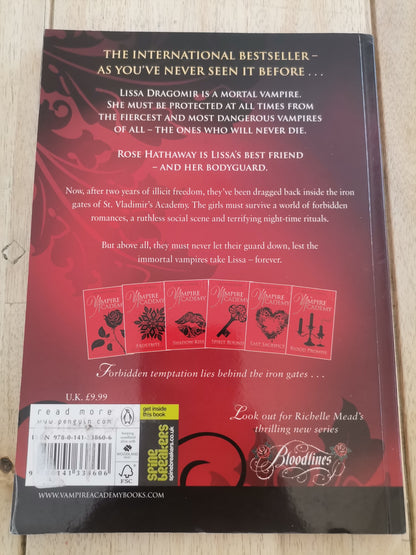 THE INTERNATIONAL BESTSELLER –
AS YOU'VE NEVER SEEN IT BEFORE . . .
LISSA DRAGOMIR IS A MORTAL VAMPIRE.
SHE MUST BE PROTECTED AT ALL TIMES FROM
THE FIERCEST AND MOST DANGEROUS VAMPIRES
OF ALL – THE ONES WHO WILL NEVER DIE.
ROSE HATHAWAY IS LISSA'S BEST FRIEND
– AND HER BODYGUARD.
Now, after two years of illicit freedom, they've been dragged back inside the iron
gates of St. Vladimir's Academy. The girls must survive a world of forbidden
romances, a ruthless social scene and terrifying night-time rituals.
But above all, they must never let their guard down, lest the
immortal vampires take Lissa – forever.
VAMPIRE ACADEMY
VAMPIRE ACADEMY
FROSTBITE
VAMPIRE ACADEMY
SHADOW KISS
VAMPIRE ACADEMY
SPIRIT BOUND
VAMPIRE ACADEMY
LAST SACRIFICE
VAMPIRE ACADEMY
BLOOD PROMISE
Forbidden temptation lies behind the iron gates . . .
U.K. £9.99
read more
www.penguin.com
ISBN 978-0-141-33860-6
FSC
get inside
this book
spine
breakers
spinebreakers.co.uk
Look out for Richelle Mead's
thrilling new series
Bloodlines
WWW.VAMPIREACADEMYBOOKS.COM